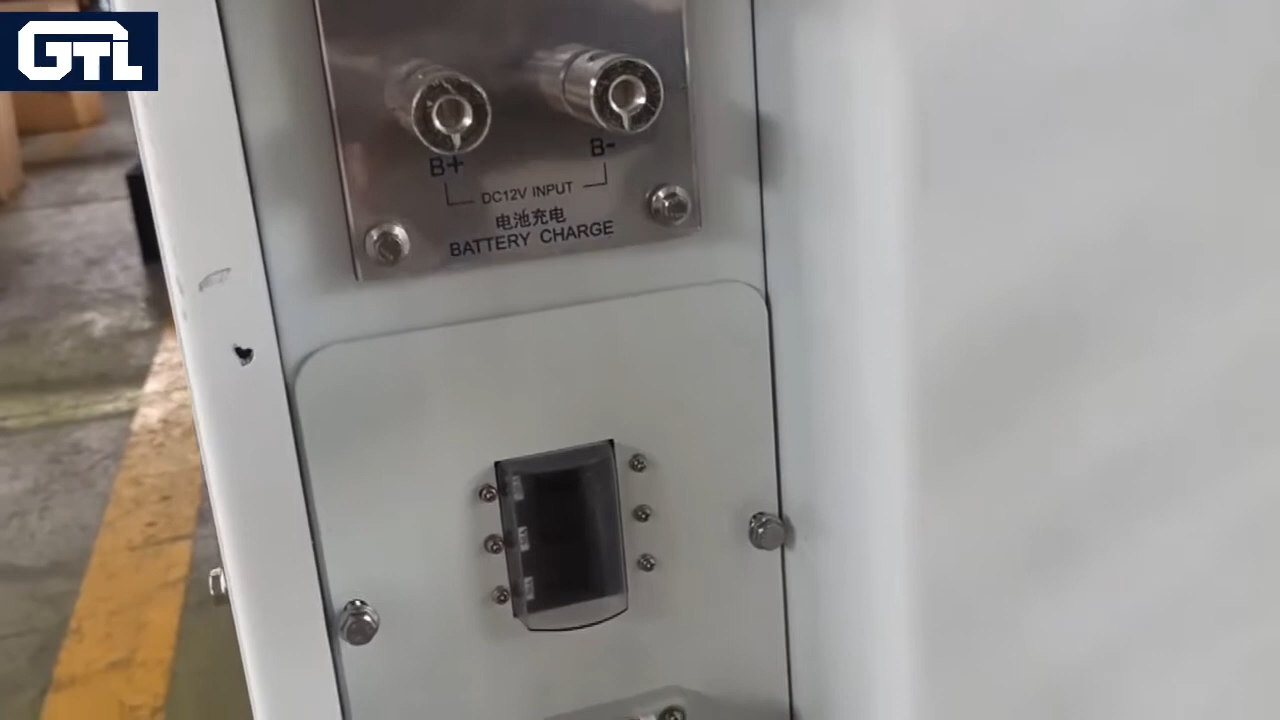 GTL
B+ B-
DC12V INPUT
电池充电
BATTERY CHARGE